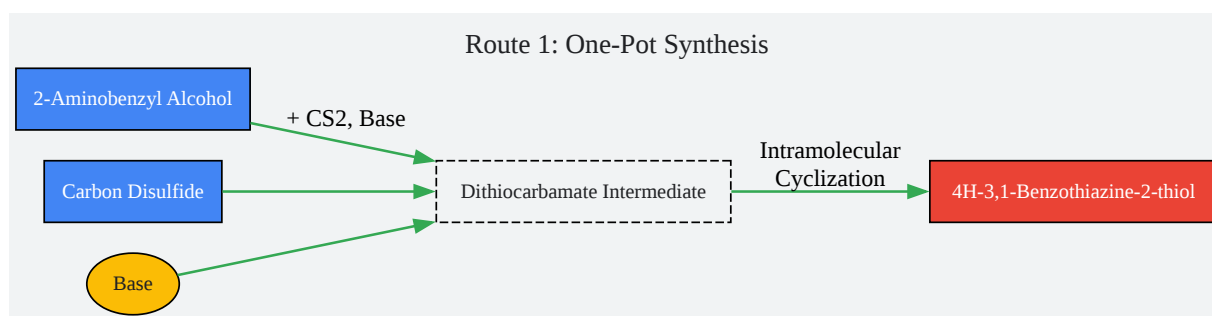 Route 1: One-Pot Synthesis
2-Aminobenzyl Alcohol
+ CS2, Base
Carbon Disulfide
Dithiocarbamate Intermediate
Intramolecular
Cyclization
4H-3,1-Benzothiazine-2-thiol
Base